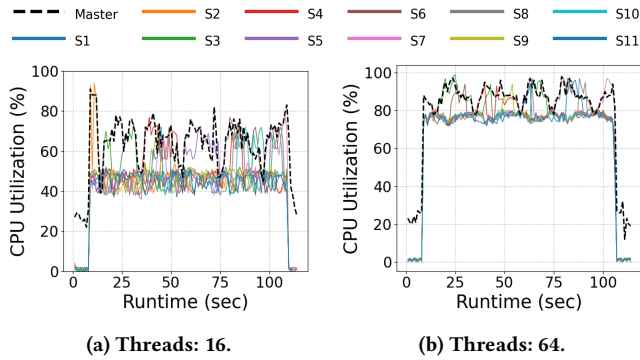 Master S2 S4 S6 S8 S10
S1 S3 S5 S7 S9 S11
CPU Utilization (%)
100
80
60
40
20
0
0 25 50 75 100
Runtime (sec)
(a) Threads: 16.
CPU Utilization (%)
100
80
60
40
20
0
0 25 50 75 100
Runtime (sec)
(b) Threads: 64.